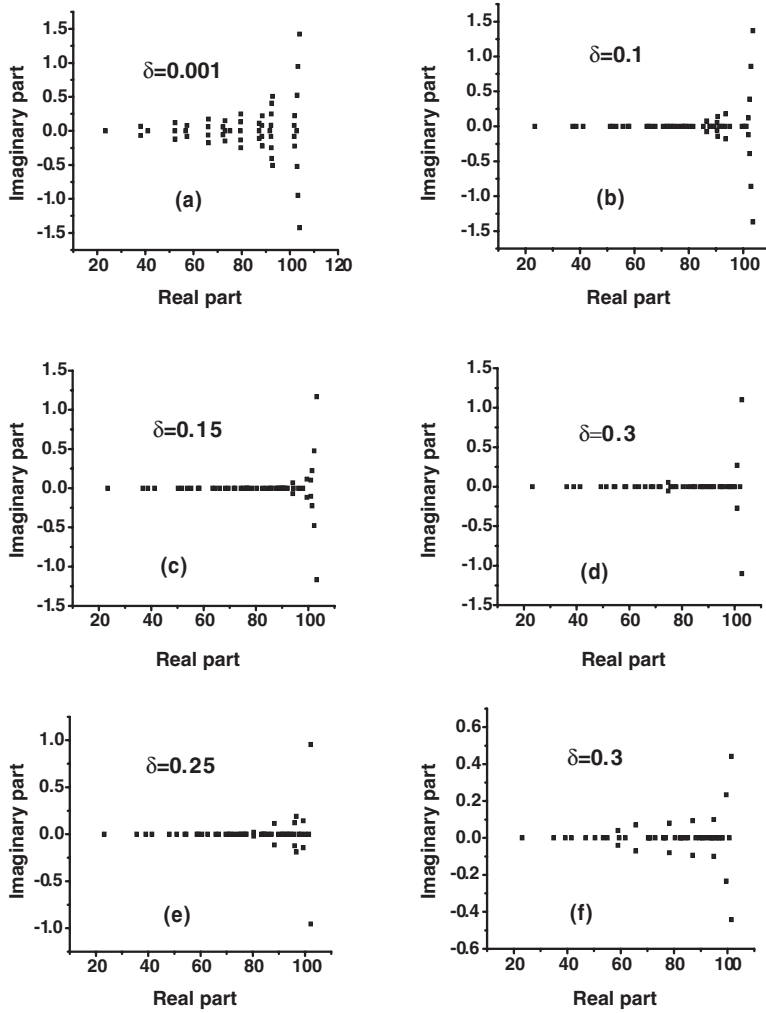 1.5
1.0
0.5
0.0
-0.5
-1.0
-1.5
20 40 60 80 100 120
Imaginary part
Real part
δ=0.001
(a)
1.5
1.0
0.5
0.0
-0.5
-1.0
-1.5
20 40 60 80 100
Imaginary part
Real part
δ=0.1
(b)
1.5
1.0
0.5
0.0
-0.5
-1.0
-1.5
20 40 60 80 100
Imaginary part
Real part
δ=0.15
(c)
1.5
1.0
0.5
0.0
-0.5
-1.0
-1.5
20 40 60 80 100
Imaginary part
Real part
δ=0.3
(d)
1.0
0.5
0.0
-0.5
-1.0
20 40 60 80 100
Imaginary part
Real part
δ=0.25
(e)
0.6
0.4
0.2
0.0
-0.2
-0.4
-0.6
20 40 60 80 100
Imaginary part
Real part
δ=0.3
(f)